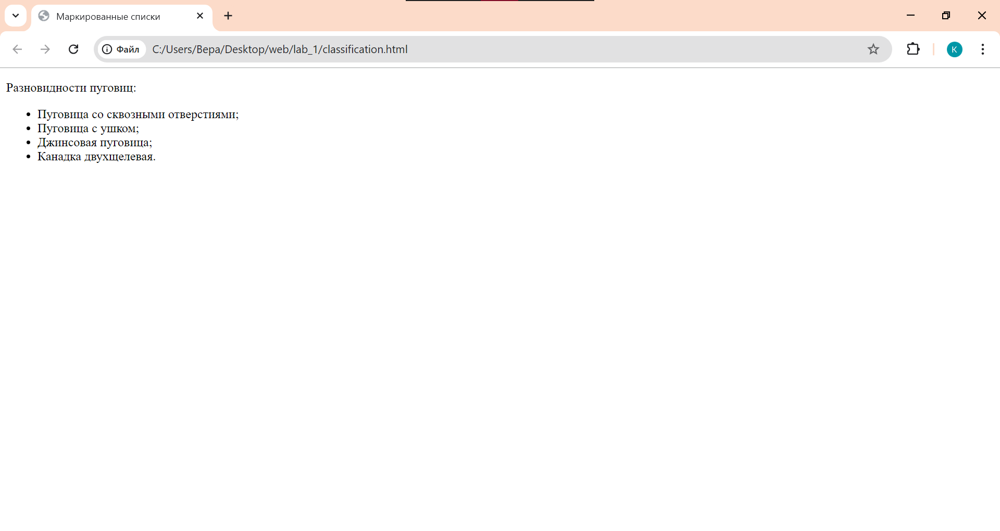 Маркированные списки
Файл
C:/Users/Вера/Desktop/web/lab_1/classification.html
K
Разновидности пуговиц:
Пуговица со сквозными отверстиями;
Пуговица с ушком;
Джинсовая пуговица;
Канадка двухщелевая.